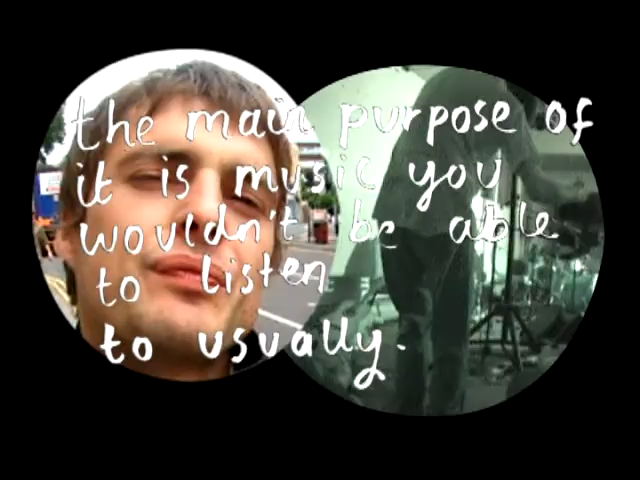 the main purpose of
it is music you
wouldn't be able
to listen
to usually.